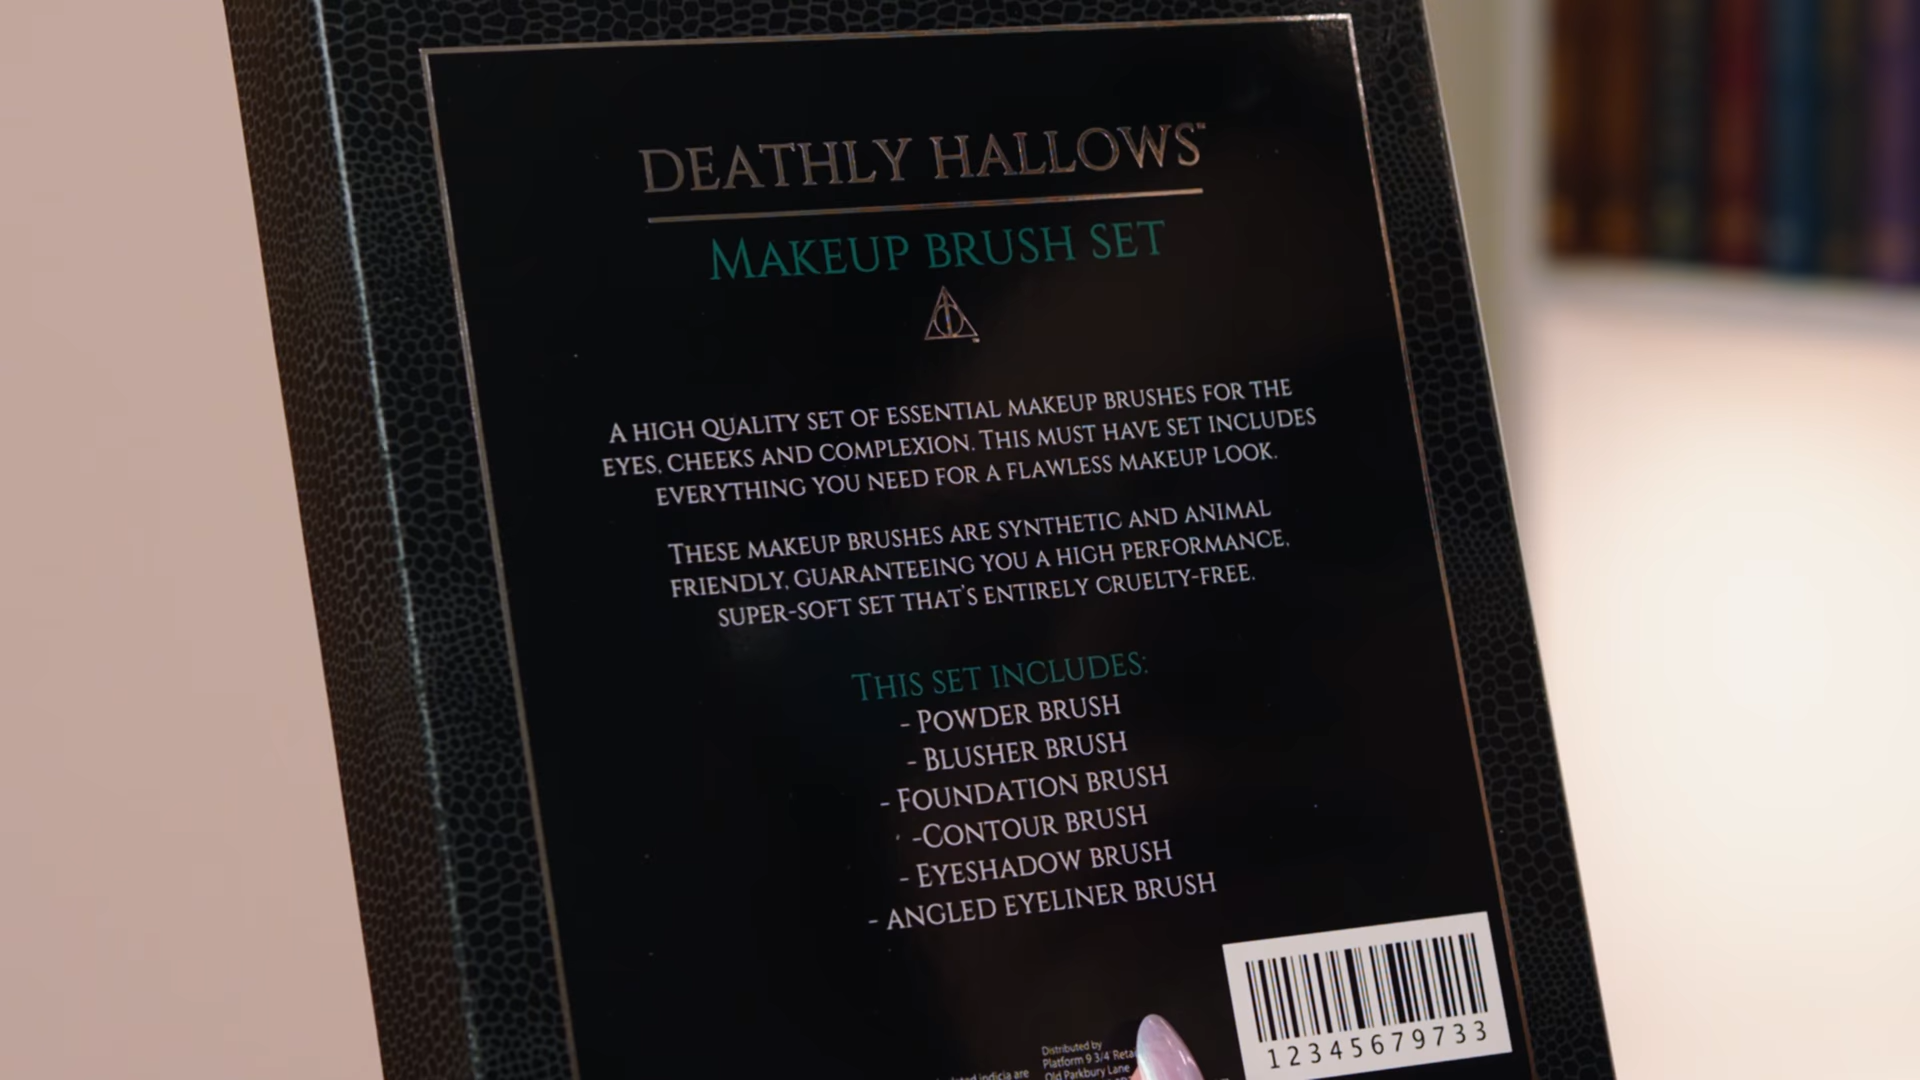 DEATHLY HALLOWS™
MAKEUP BRUSH SET
A HIGH QUALITY SET OF ESSENTIAL MAKEUP BRUSHES FOR THE
EYES, CHEEKS AND COMPLEXION. THIS MUST HAVE SET INCLUDES
EVERYTHING YOU NEED FOR A FLAWLESS MAKEUP LOOK.
THESE MAKEUP BRUSHES ARE SYNTHETIC AND ANIMAL
FRIENDLY, GUARANTEEING YOU A HIGH PERFORMANCE,
SUPER-SOFT SET THAT'S ENTIRELY CRUELTY-FREE.
THIS SET INCLUDES:
- POWDER BRUSH
- BLUSHER BRUSH
- FOUNDATION BRUSH
-CONTOUR BRUSH
- EYESHADOW BRUSH
- ANGLED EYELINER BRUSH
12345679733
Distributed by
Platform 9 3/4
Old Parkbury Lane
indicia are